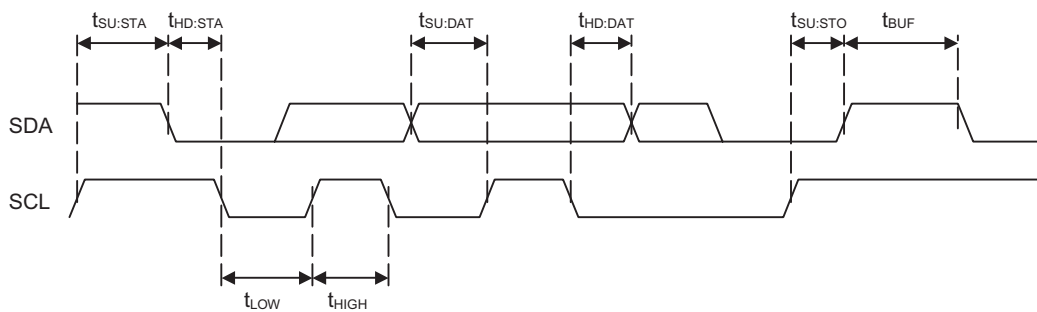 tSU:STA tHD:STA tSU:DAT tHD:DAT tSU:STO tBUF
SDA
SCL
tLOW tHIGH